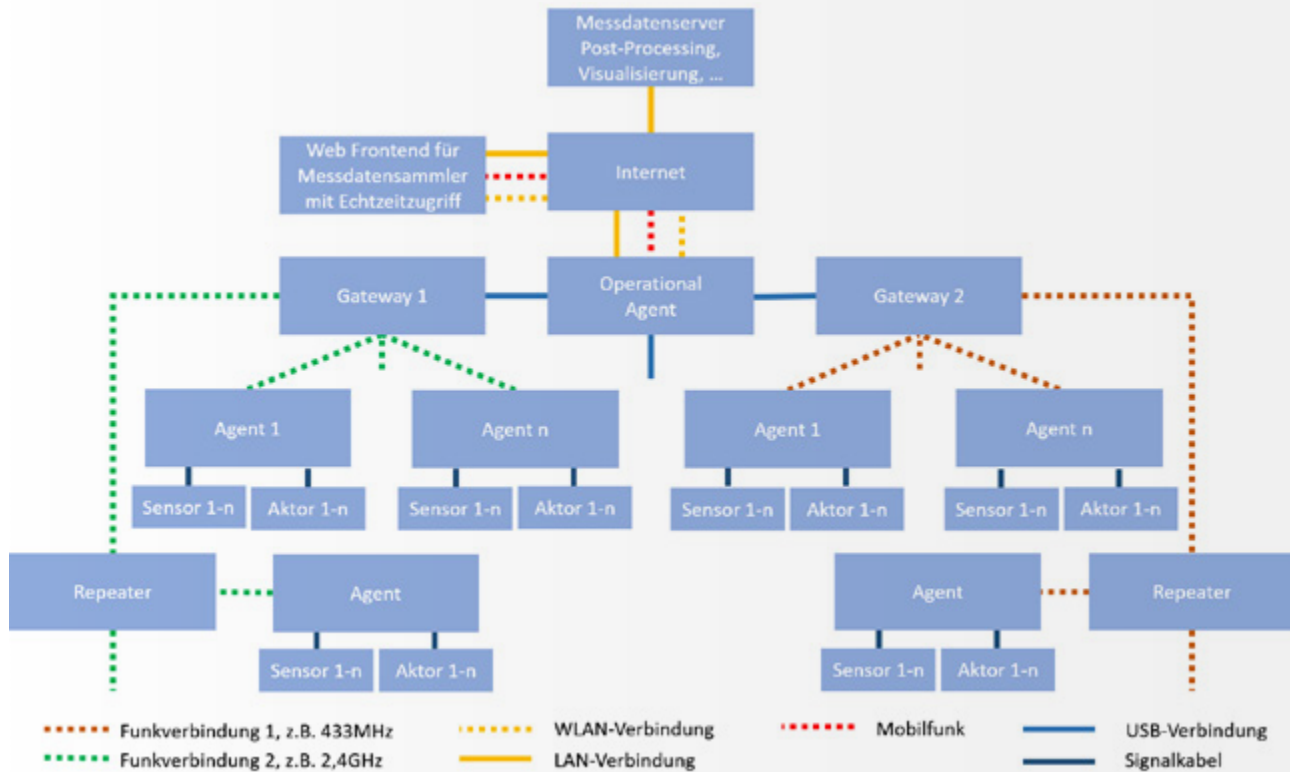 Messdatenserver
Post-Processing,
Visualisierung, ...
Web Frontend für
Messdatensammler
mit Echtzeitzugriff
Internet
Gateway 1
Operational
Agent
Gateway 2
Agent 1
Agent n
Agent 1
Agent n
Sensor 1-n
Aktor 1-n
Sensor 1-n
Aktor 1-n
Sensor 1-n
Aktor 1-n
Sensor 1-n
Aktor 1-n
Repeater
Agent
Agent
Repeater
Sensor 1-n
Aktor 1-n
Sensor 1-n
Aktor 1-n
Funkverbindung 1, z.B. 433MHz
WLAN-Verbindung
Mobilfunk
USB-Verbindung
Funkverbindung 2, z.B. 2,4GHz
LAN-Verbindung
Signalkabel